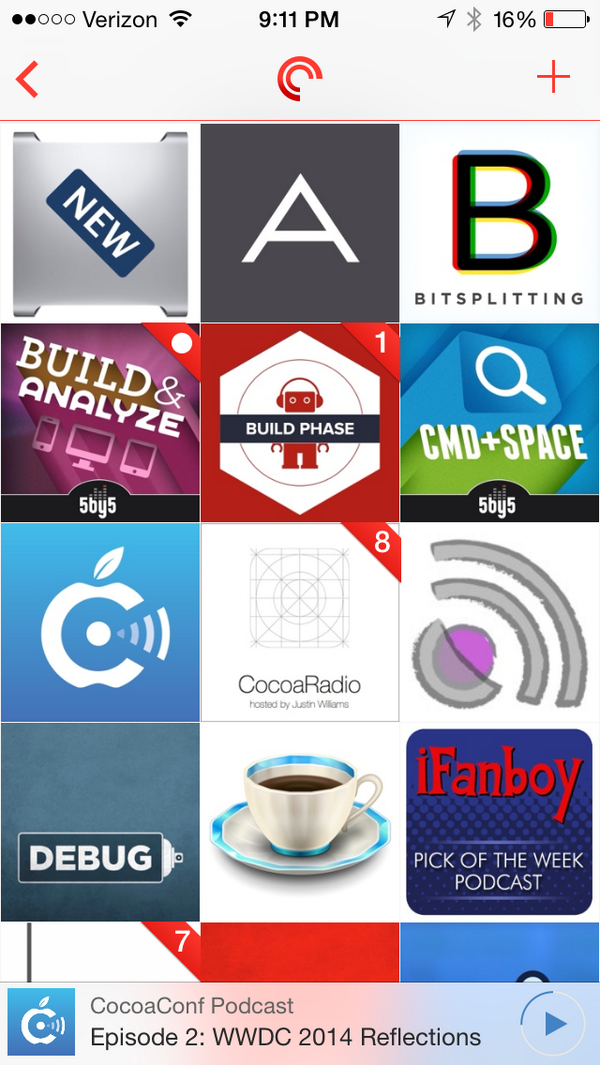 Verizon 9:11 PM 16%
NEW
A
B
BITSPLITTING
BUILD &
ANALYZE
5by5
1
BUILD PHASE
CMD+SPACE
5by5
8
CocoaRadio
hosted by Justin Williams
DEBUG
iFanboy
PICK OF THE WEEK
PODCAST
7
CocoaConf Podcast
Episode 2: WWDC 2014 Reflections